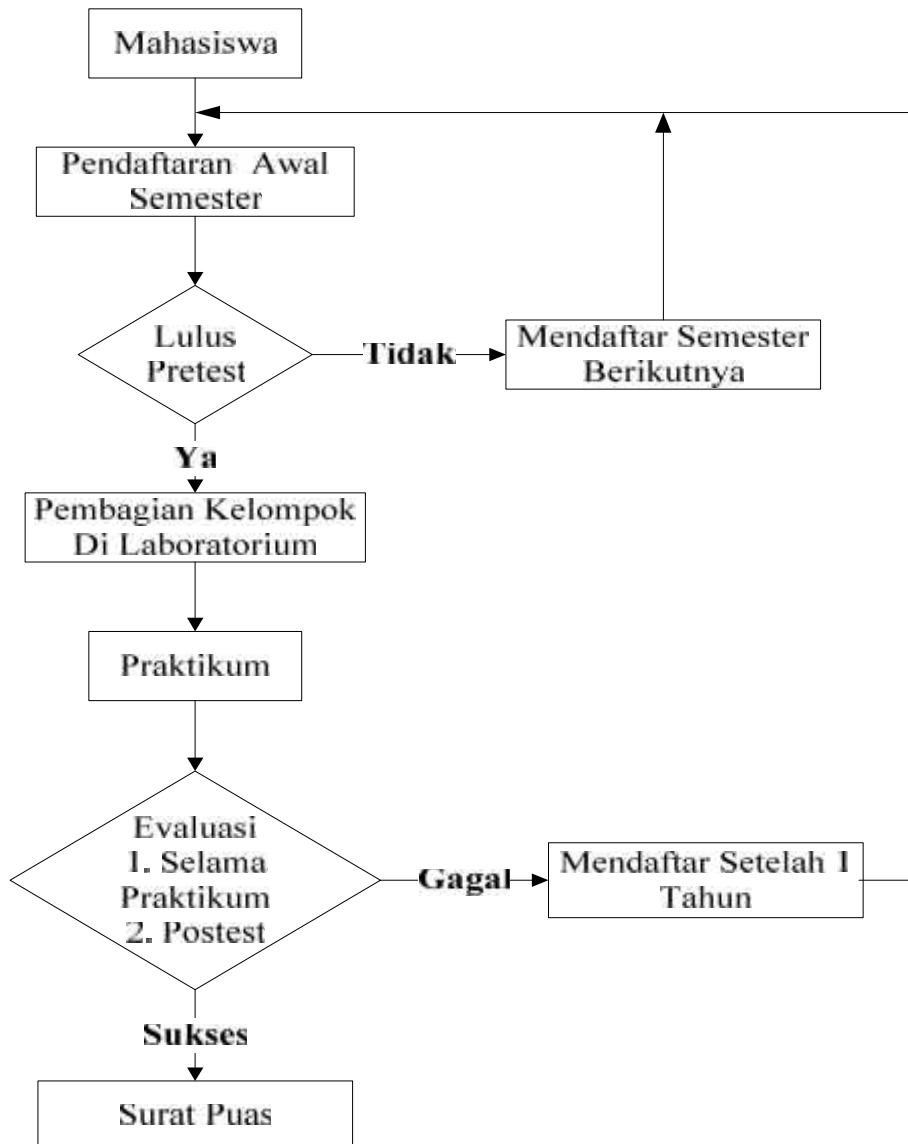 Mahasiswa
Pendaftaran Awal
Semester
Lulus
Pretest
Tidak
Mendaftar Semester
Berikutnya
Ya
Pembagian Kelompok
Di Laboratorium
Praktikum
Evaluasi
1. Selama
Praktikum
2. Postest
Gagal
Mendaftar Setelah 1
Tahun
Sukses
Surat Puas